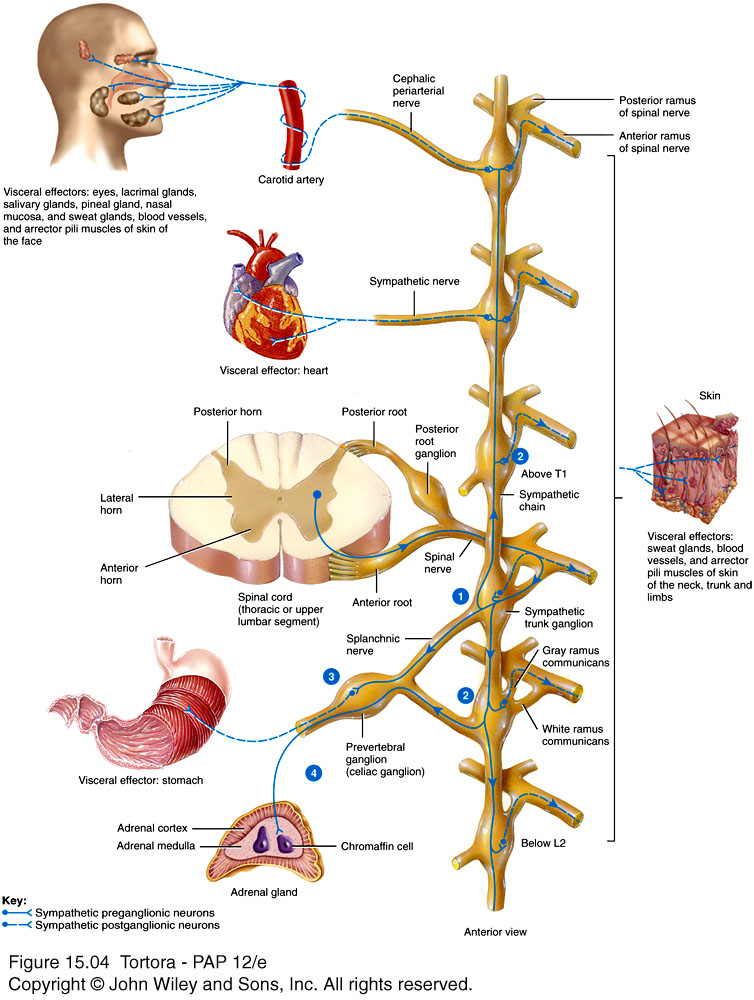 Cephalic
periarterial
nerve
Posterior ramus
of spinal nerve
Anterior ramus
of spinal nerve
Carotid artery
Visceral effectors: eyes, lacrimal glands,
salivary glands, pineal gland, nasal
mucosa, and sweat glands, blood vessels,
and arrector pili muscles of skin of
the face
Sympathetic nerve
Visceral effector: heart
Posterior horn
Posterior root
Posterior
root
ganglion
Skin
2
Above T1
Lateral
horn
Sympathetic
chain
Anterior
horn
Spinal
nerve
Visceral effectors:
sweat glands, blood
vessels, and arrector
pili muscles of skin
of the neck, trunk and
limbs
Spinal cord
(thoracic or upper
lumbar segment)
Anterior root
1
Sympathetic
trunk ganglion
Splanchnic
nerve
Gray ramus
communicans
3
2
White ramus
communicans
Prevertebral
ganglion
(celiac ganglion)
Visceral effector: stomach
4
Adrenal cortex
Adrenal medulla
Chromaffin cell
Below L2
Adrenal gland
Key:
Sympathetic preganglionic neurons
Sympathetic postganglionic neurons
Anterior view
Figure 15.04 Tortora - PAP 12/e
Copyright © John Wiley and Sons, Inc. All rights reserved.